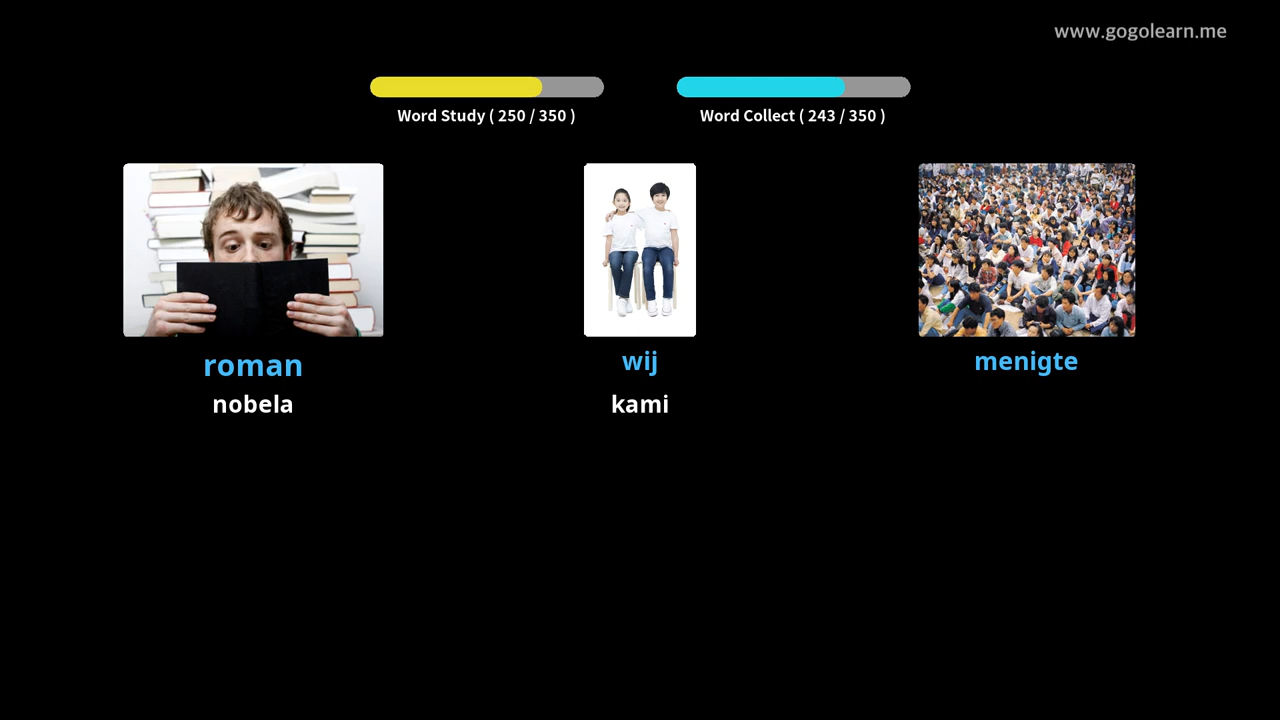 www.gogolearn.me
Word Study ( 250 / 350 )
Word Collect ( 243 / 350 )
roman
wij
menigte
nobela
kami